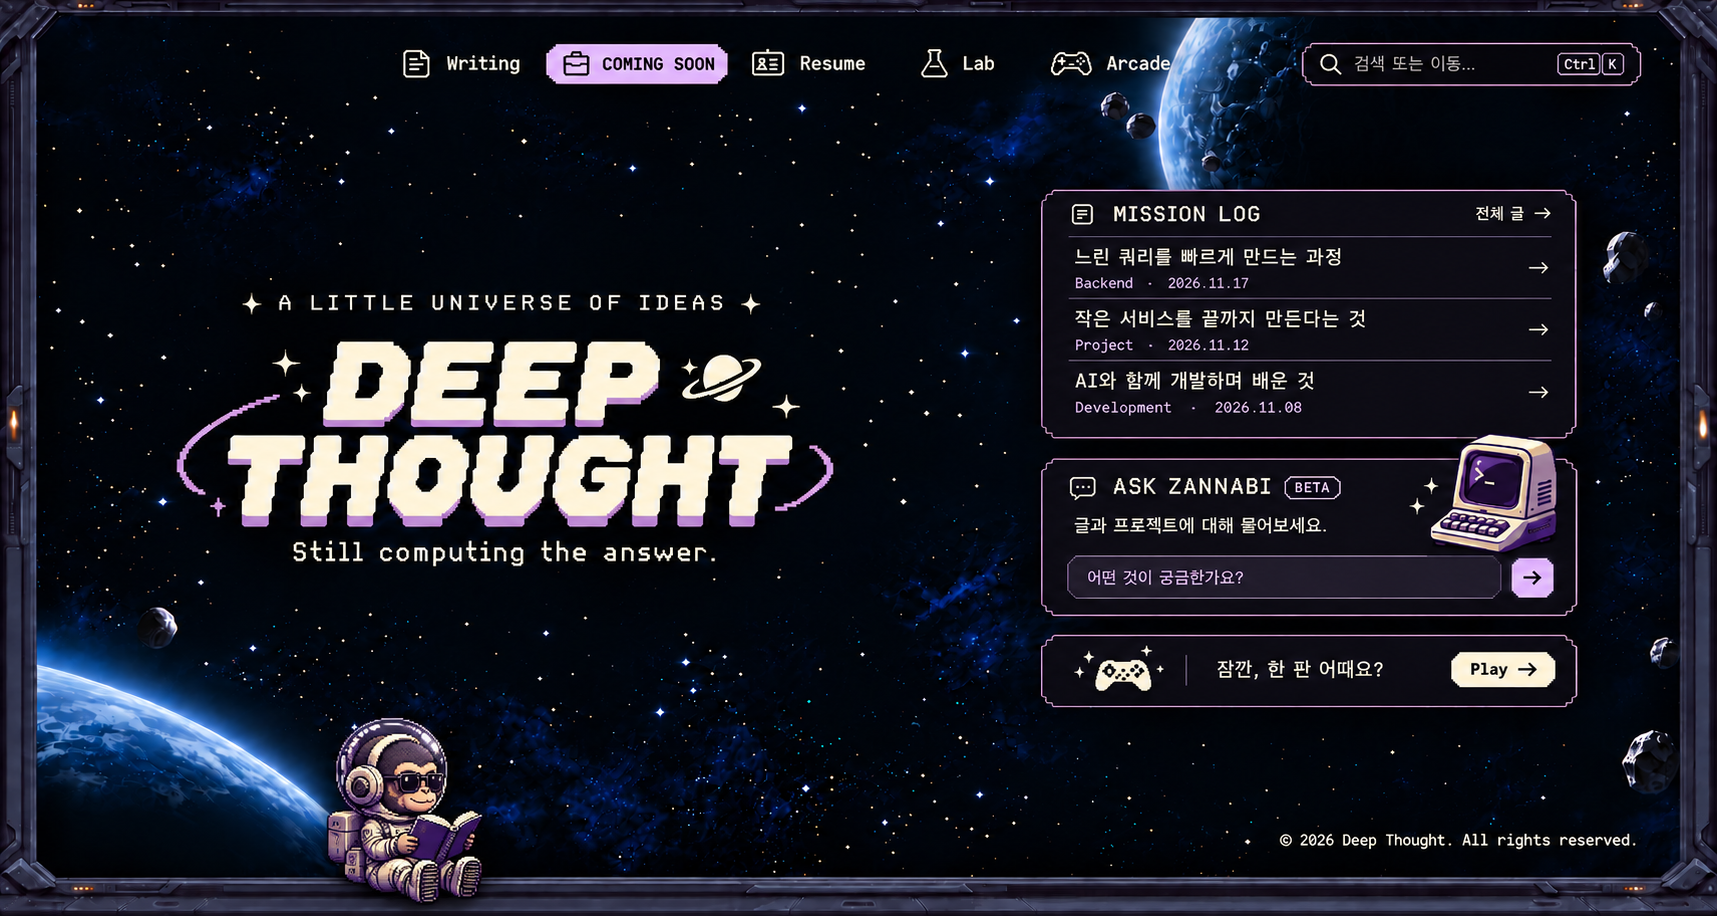 Writing
COMING SOON
Resume
Lab
Arcade
검색 또는 이동...
Ctrl K
A LITTLE UNIVERSE OF IDEAS
DEEP
THOUGHT
Still computing the answer.
MISSION LOG
전체 글 →
느린 쿼리를 빠르게 만드는 과정
Backend · 2026.11.17
작은 서비스를 끝까지 만든다는 것
Project · 2026.11.12
AI와 함께 개발하며 배운 것
Development · 2026.11.08
ASK ZANNABI BETA
글과 프로젝트에 대해 물어보세요.
어떤 것이 궁금한가요?
잠깐, 한 판 어때요?
Play →
© 2026 Deep Thought. All rights reserved.